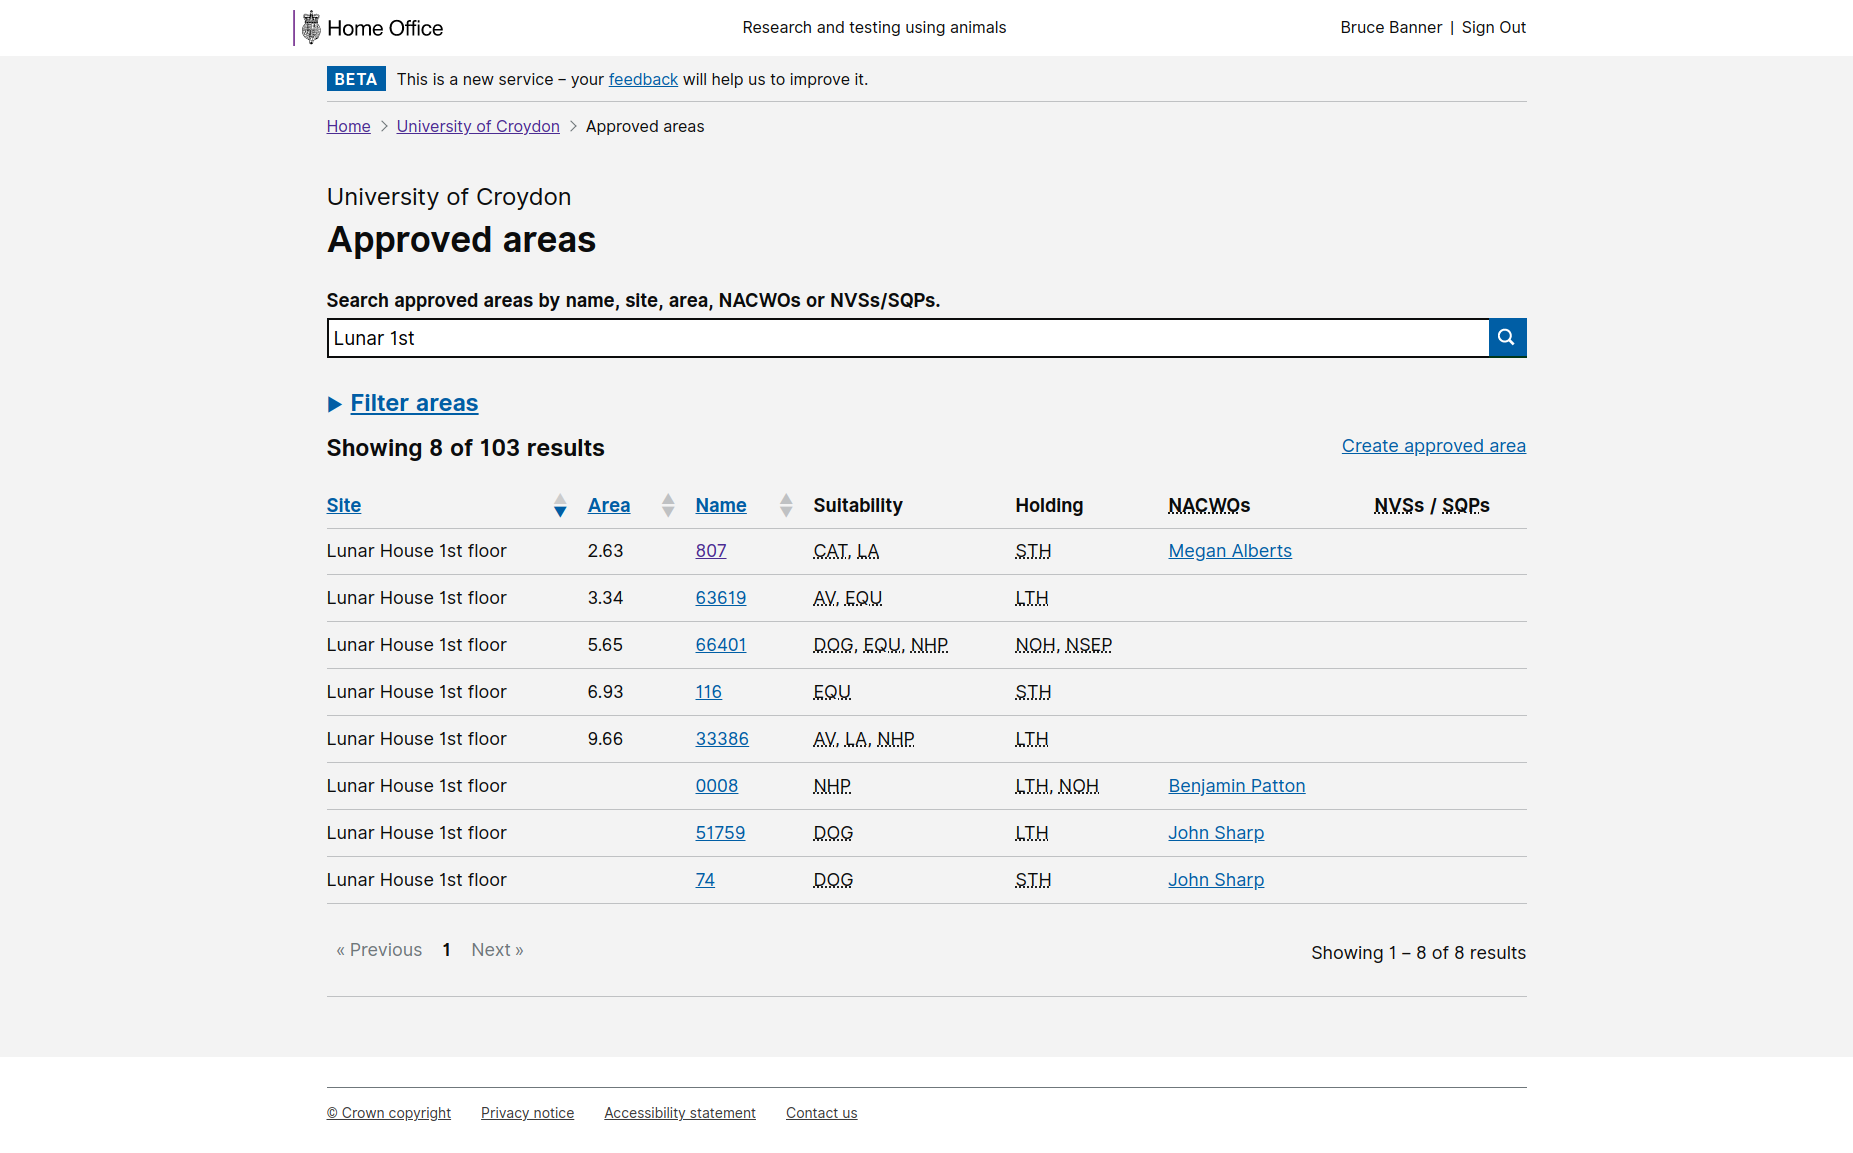 Home Office
Research and testing using animals
Bruce Banner | Sign Out
BETA This is a new service – your feedback will help us to improve it.
Home > University of Croydon > Approved areas
University of Croydon
Approved areas
Search approved areas by name, site, area, NACWOs or NVSs/SQPs.
Lunar 1st
Filter areas
Showing 8 of 103 results
Create approved area
Site Area Name Suitability Holding NACWOs NVSs / SQPs
Lunar House 1st floor 2.63 807 CAT, LA STH Megan Alberts
Lunar House 1st floor 3.34 63619 AV, EQU LTH
Lunar House 1st floor 5.65 66401 DOG, EQU, NHP NOH, NSEP
Lunar House 1st floor 6.93 116 EQU STH
Lunar House 1st floor 9.66 33386 AV, LA, NHP LTH
Lunar House 1st floor 0008 NHP LTH, NOH Benjamin Patton
Lunar House 1st floor 51759 DOG LTH John Sharp
Lunar House 1st floor 74 DOG STH John Sharp
« Previous 1 Next »
Showing 1 – 8 of 8 results
© Crown copyright Privacy notice Accessibility statement Contact us